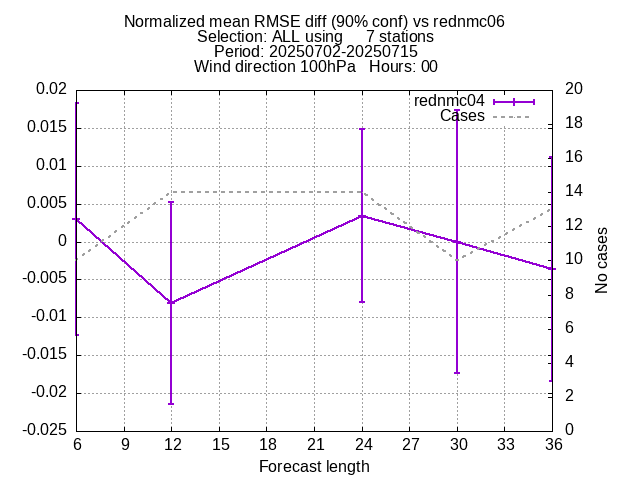 Normalized mean RMSE diff (90% conf) vs rednmc06
Selection: ALL using     7 stations
Period: 20250702-20250715
Wind direction 100hPa   Hours: 00
rednmc04
Cases
0.02
0.015
0.01
0.005
0
-0.005
-0.01
-0.015
-0.02
-0.025
20
18
16
14
12
10
8
6
4
2
0
No cases
6 9 12 15 18 21 24 27 30 33 36
Forecast length